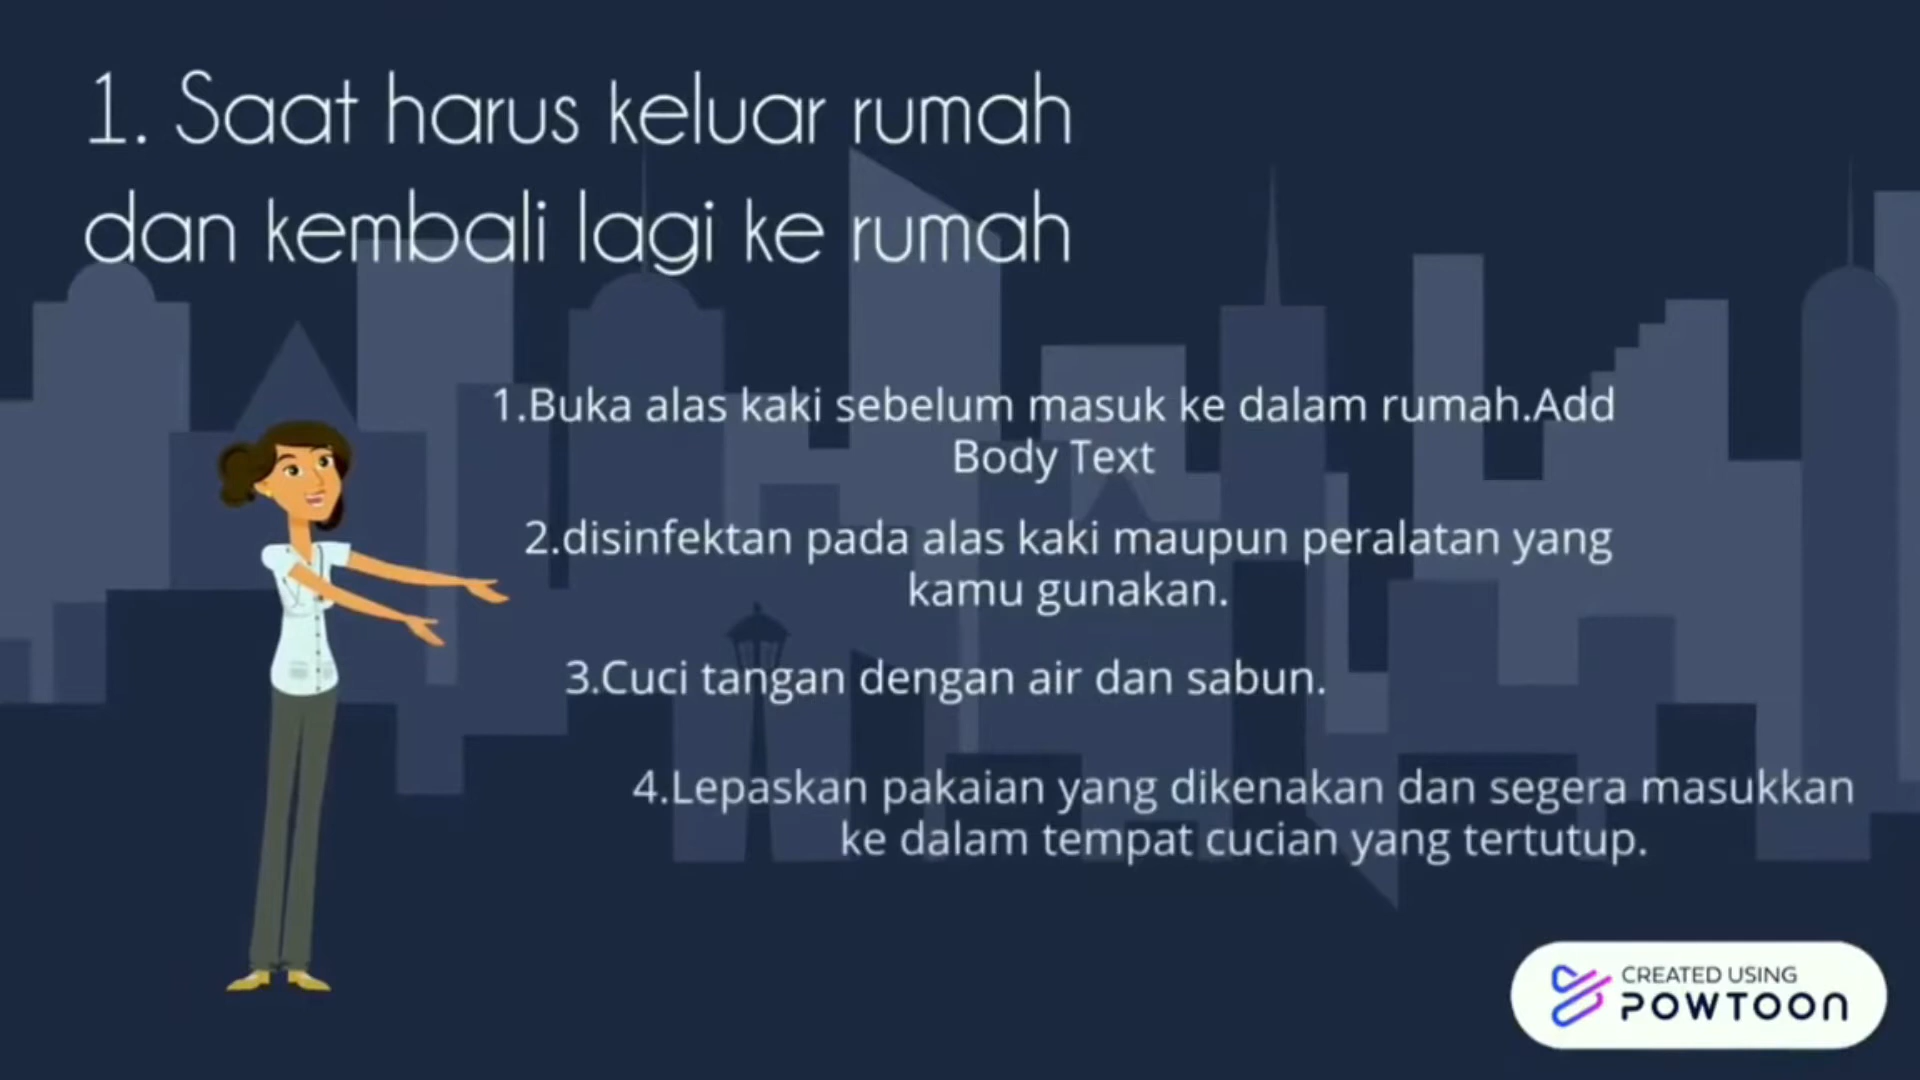 1. Saat harus keluar rumah
dan kembali lagi ke rumah
1.Buka alas kaki sebelum masuk ke dalam rumah.Add
Body Text
2.disinfektan pada alas kaki maupun peralatan yang
kamu gunakan.
3.Cuci tangan dengan air dan sabun.
4.Lepaskan pakaian yang dikenakan dan segera masukkan
ke dalam tempat cucian yang tertutup.
CREATED USING
POWTOON